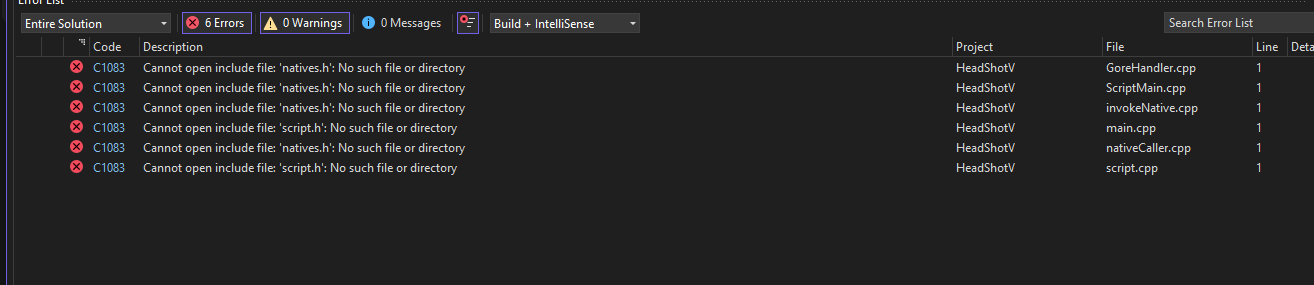 Error List
Entire Solution 6 Errors 0 Warnings 0 Messages Build + IntelliSense Search Error List
Code Description Project File Line Deta
C1083 Cannot open include file: 'natives.h': No such file or directory HeadShotV GoreHandler.cpp 1
C1083 Cannot open include file: 'natives.h': No such file or directory HeadShotV ScriptMain.cpp 1
C1083 Cannot open include file: 'natives.h': No such file or directory HeadShotV invokeNative.cpp 1
C1083 Cannot open include file: 'script.h': No such file or directory HeadShotV main.cpp 1
C1083 Cannot open include file: 'natives.h': No such file or directory HeadShotV nativeCaller.cpp 1
C1083 Cannot open include file: 'script.h': No such file or directory HeadShotV script.cpp 1